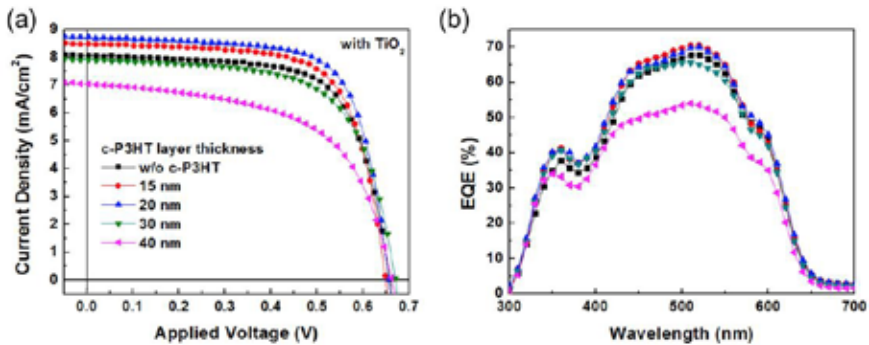 (a)
9
8
7
6
5
4
3
2
1
0
Current Density (mA/cm²)
with TiO₂
c-P3HT layer thickness
w/o c-P3HT
15 nm
20 nm
30 nm
40 nm
0.0 0.1 0.2 0.3 0.4 0.5 0.6 0.7
Applied Voltage (V)
(b)
70
60
50
40
30
20
10
0
EQE (%)
300 400 500 600 700
Wavelength (nm)